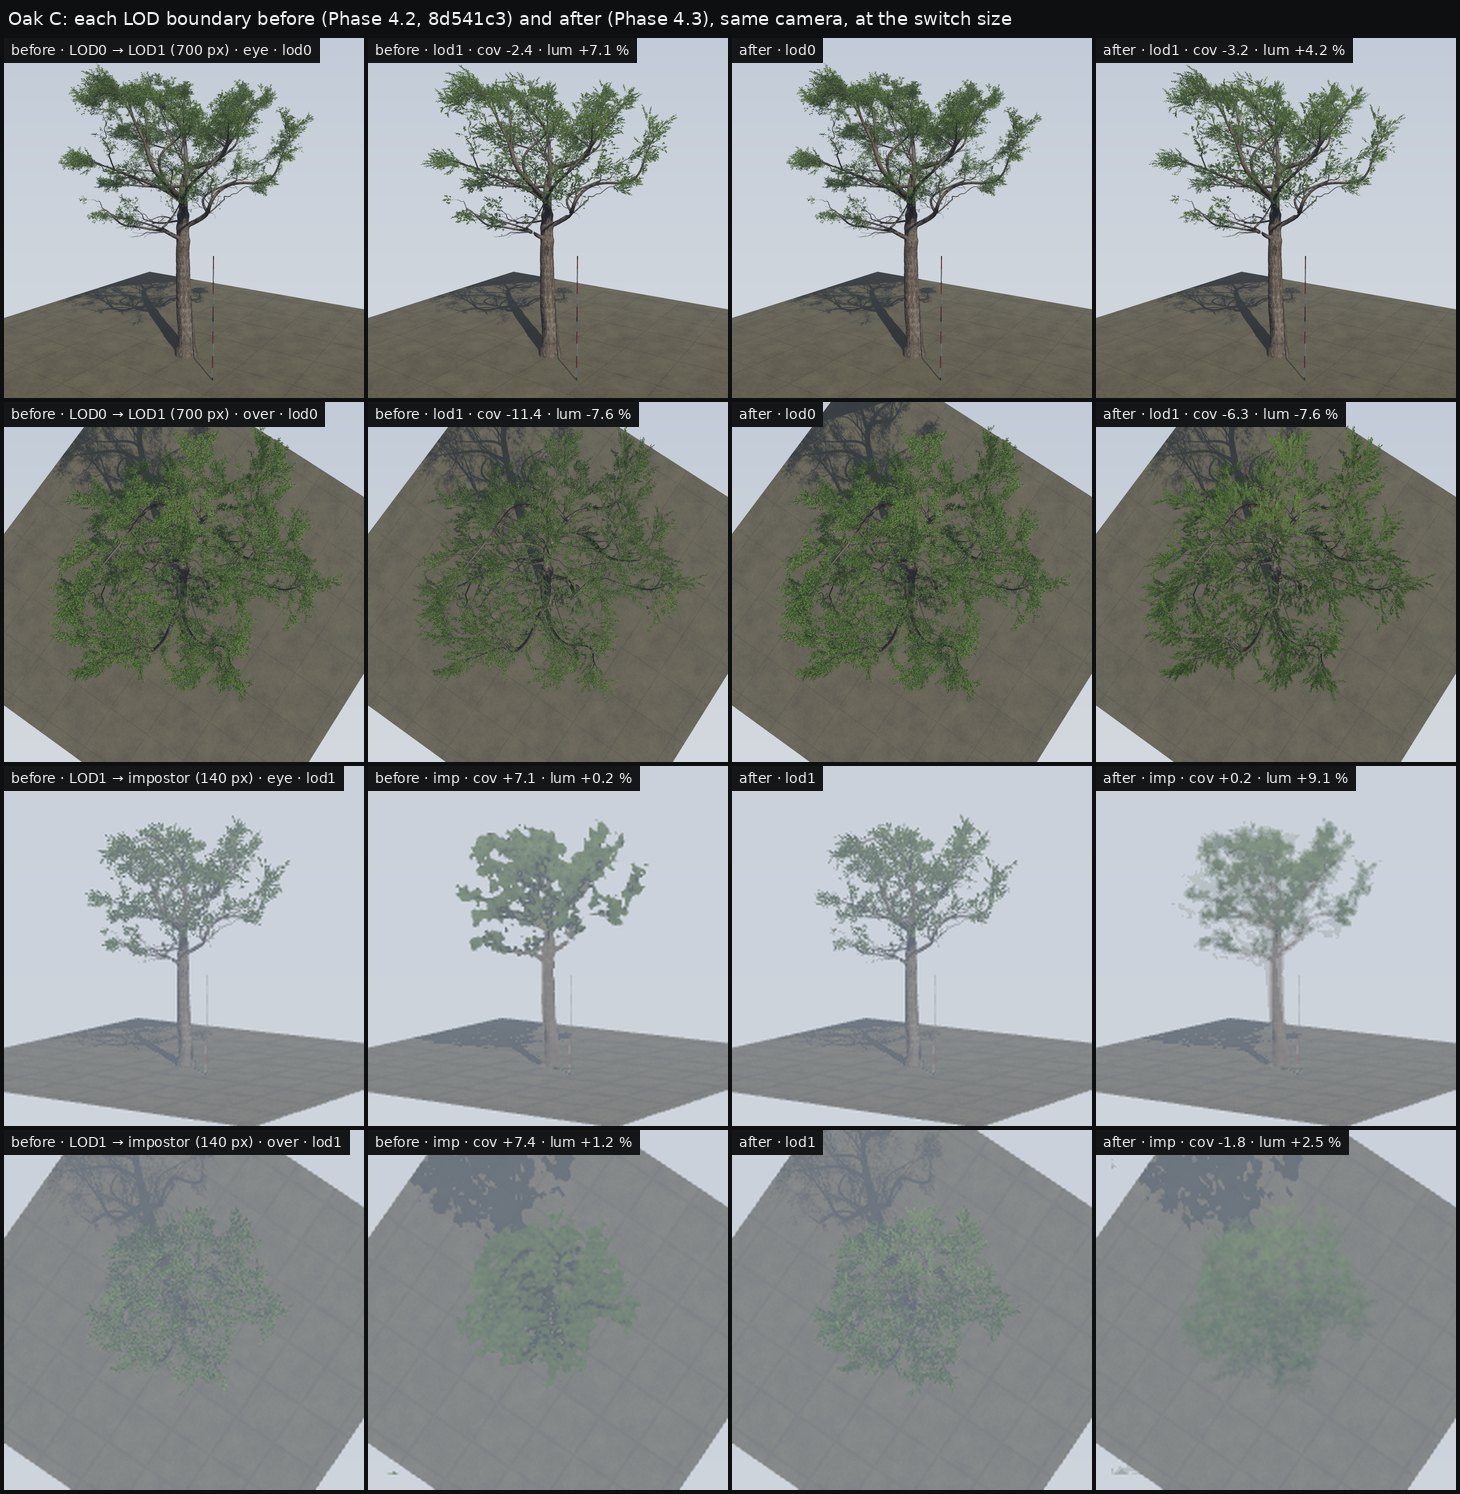 Oak C: each LOD boundary before (Phase 4.2, 8d541c3) and after (Phase 4.3), same camera, at the switch size
before · LOD0 → LOD1 (700 px) · eye · lod0
before · lod1 · cov -2.4 · lum +7.1 %
after · lod0
after · lod1 · cov -3.2 · lum +4.2 %
before · LOD0 → LOD1 (700 px) · over · lod0
before · lod1 · cov -11.4 · lum -7.6 %
after · lod0
after · lod1 · cov -6.3 · lum -7.6 %
before · LOD1 → impostor (140 px) · eye · lod1
before · imp · cov +7.1 · lum +0.2 %
after · lod1
after · imp · cov +0.2 · lum +9.1 %
before · LOD1 → impostor (140 px) · over · lod1
before · imp · cov +7.4 · lum +1.2 %
after · lod1
after · imp · cov -1.8 · lum +2.5 %